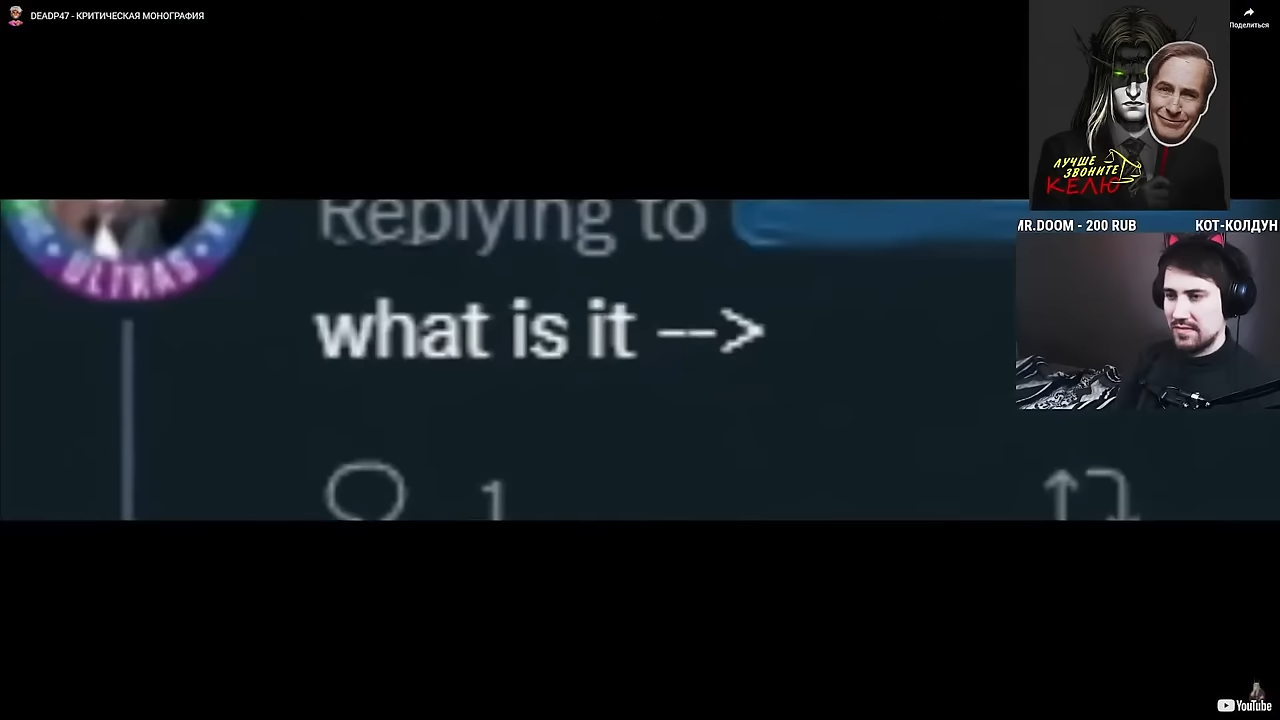 DEADP47 - КРИТИЧЕСКАЯ МОНОГРАФИЯ
Поделиться
ЛУЧШЕ
ЗВОНИТЕ
КЕЛЮ
MR.DOOM - 200 RUB КОТ-КОЛДУН
Replying to
ULTRAS
what is it -->
1
YouTube